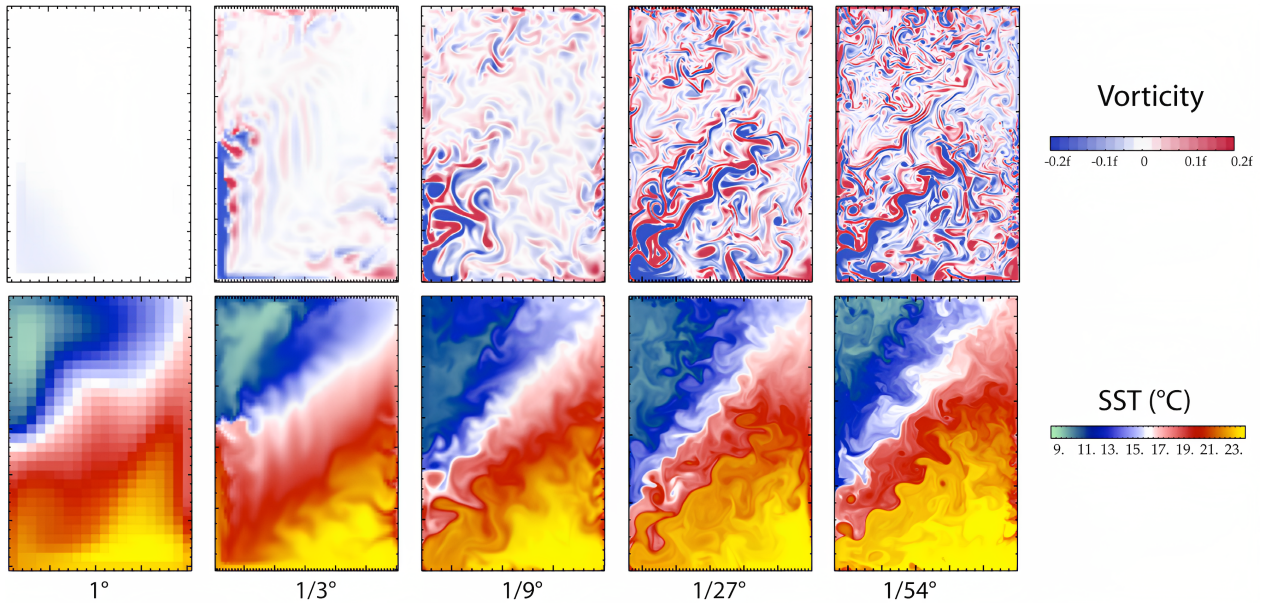 Vorticity
-0.2f -0.1f 0 0.1f 0.2f
SST (°C)
9. 11. 13. 15. 17. 19. 21. 23.
1° 1/3° 1/9° 1/27° 1/54°